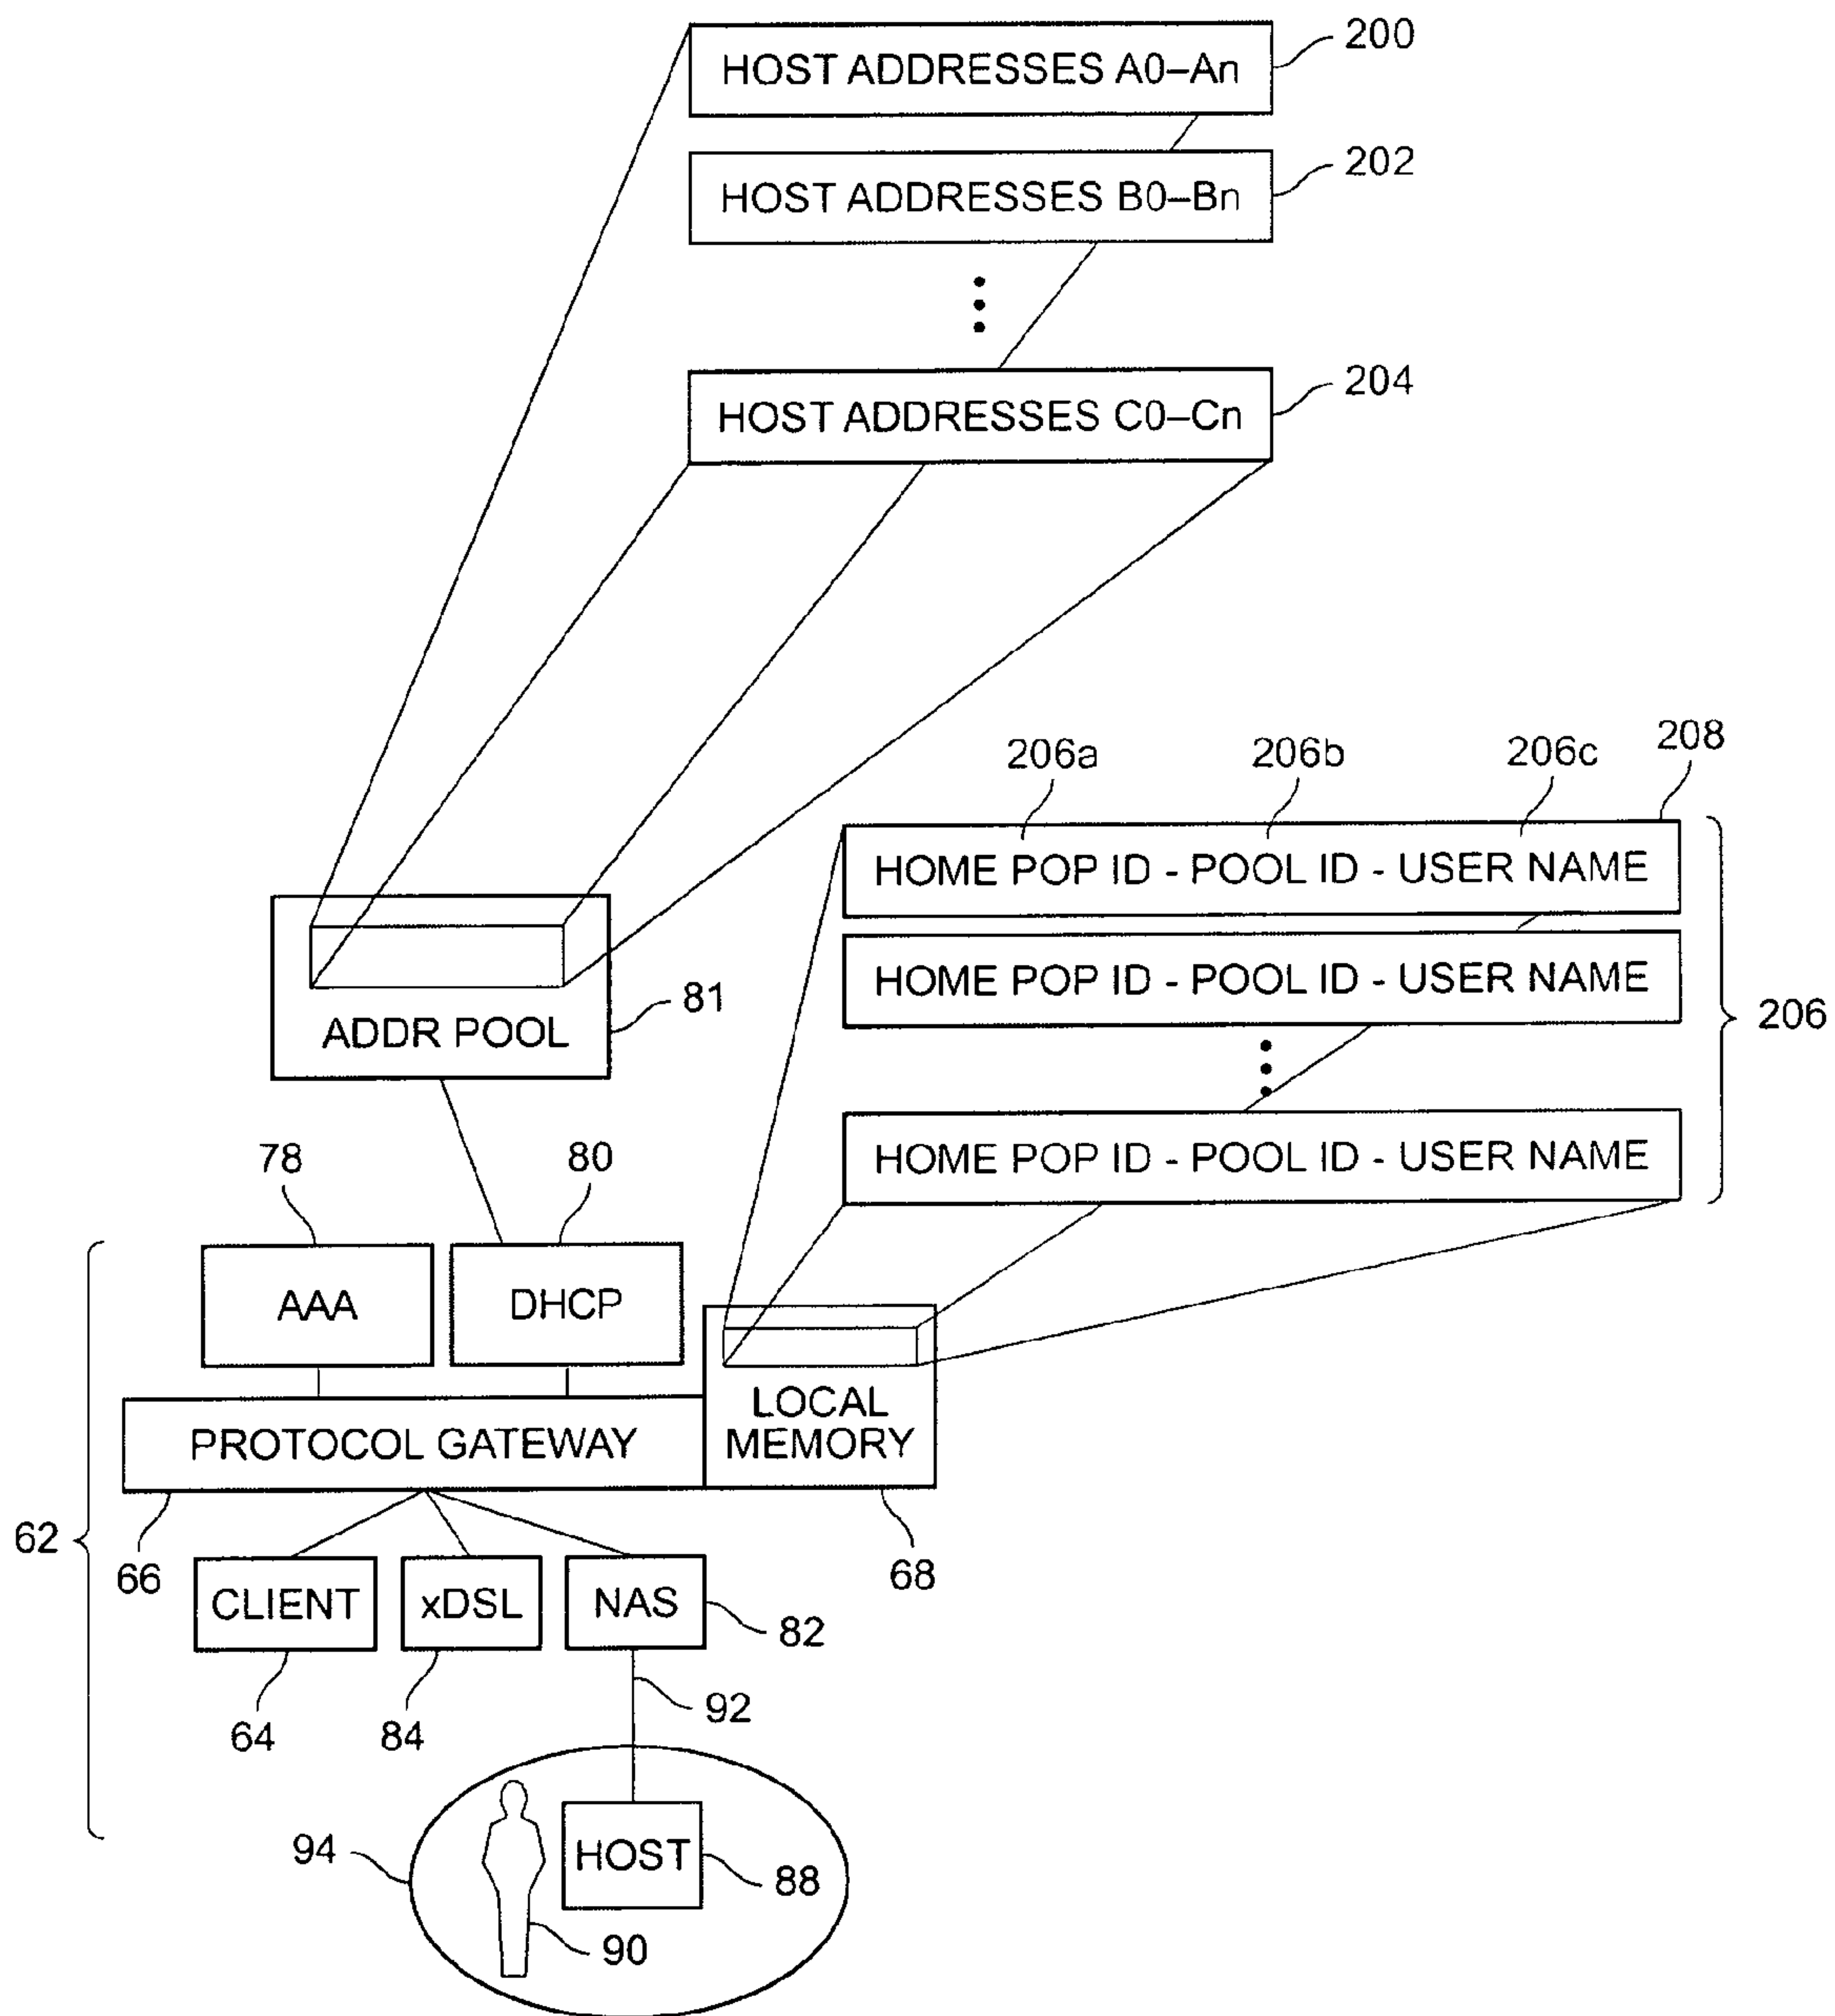 HOST ADDRESSES A0–An
200
HOST ADDRESSES B0–Bn
202
HOST ADDRESSES C0–Cn
204
206a
206b
206c
208
HOME POP ID - POOL ID - USER NAME
HOME POP ID - POOL ID - USER NAME
206
HOME POP ID - POOL ID - USER NAME
ADDR POOL
81
78
80
AAA
DHCP
PROTOCOL GATEWAY
LOCAL
MEMORY
62
66
68
CLIENT
xDSL
NAS
82
64
84
92
94
HOST
88
90